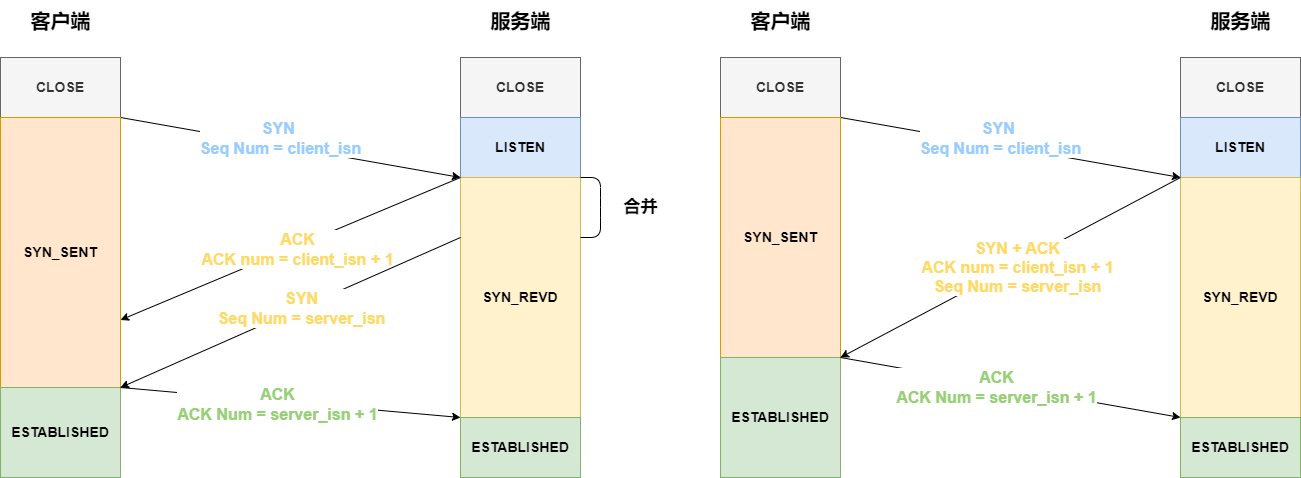 客户端
服务端
CLOSE
CLOSE
SYN
Seq Num = client_isn
LISTEN
合并
ACK
ACK num = client_isn + 1
SYN_SENT
SYN
Seq Num = server_isn
SYN_REVD
ACK
ACK Num = server_isn + 1
ESTABLISHED
ESTABLISHED
客户端
服务端
CLOSE
CLOSE
SYN
Seq Num = client_isn
LISTEN
SYN_SENT
SYN + ACK
ACK num = client_isn + 1
Seq Num = server_isn
SYN_REVD
ACK
ACK Num = server_isn + 1
ESTABLISHED
ESTABLISHED